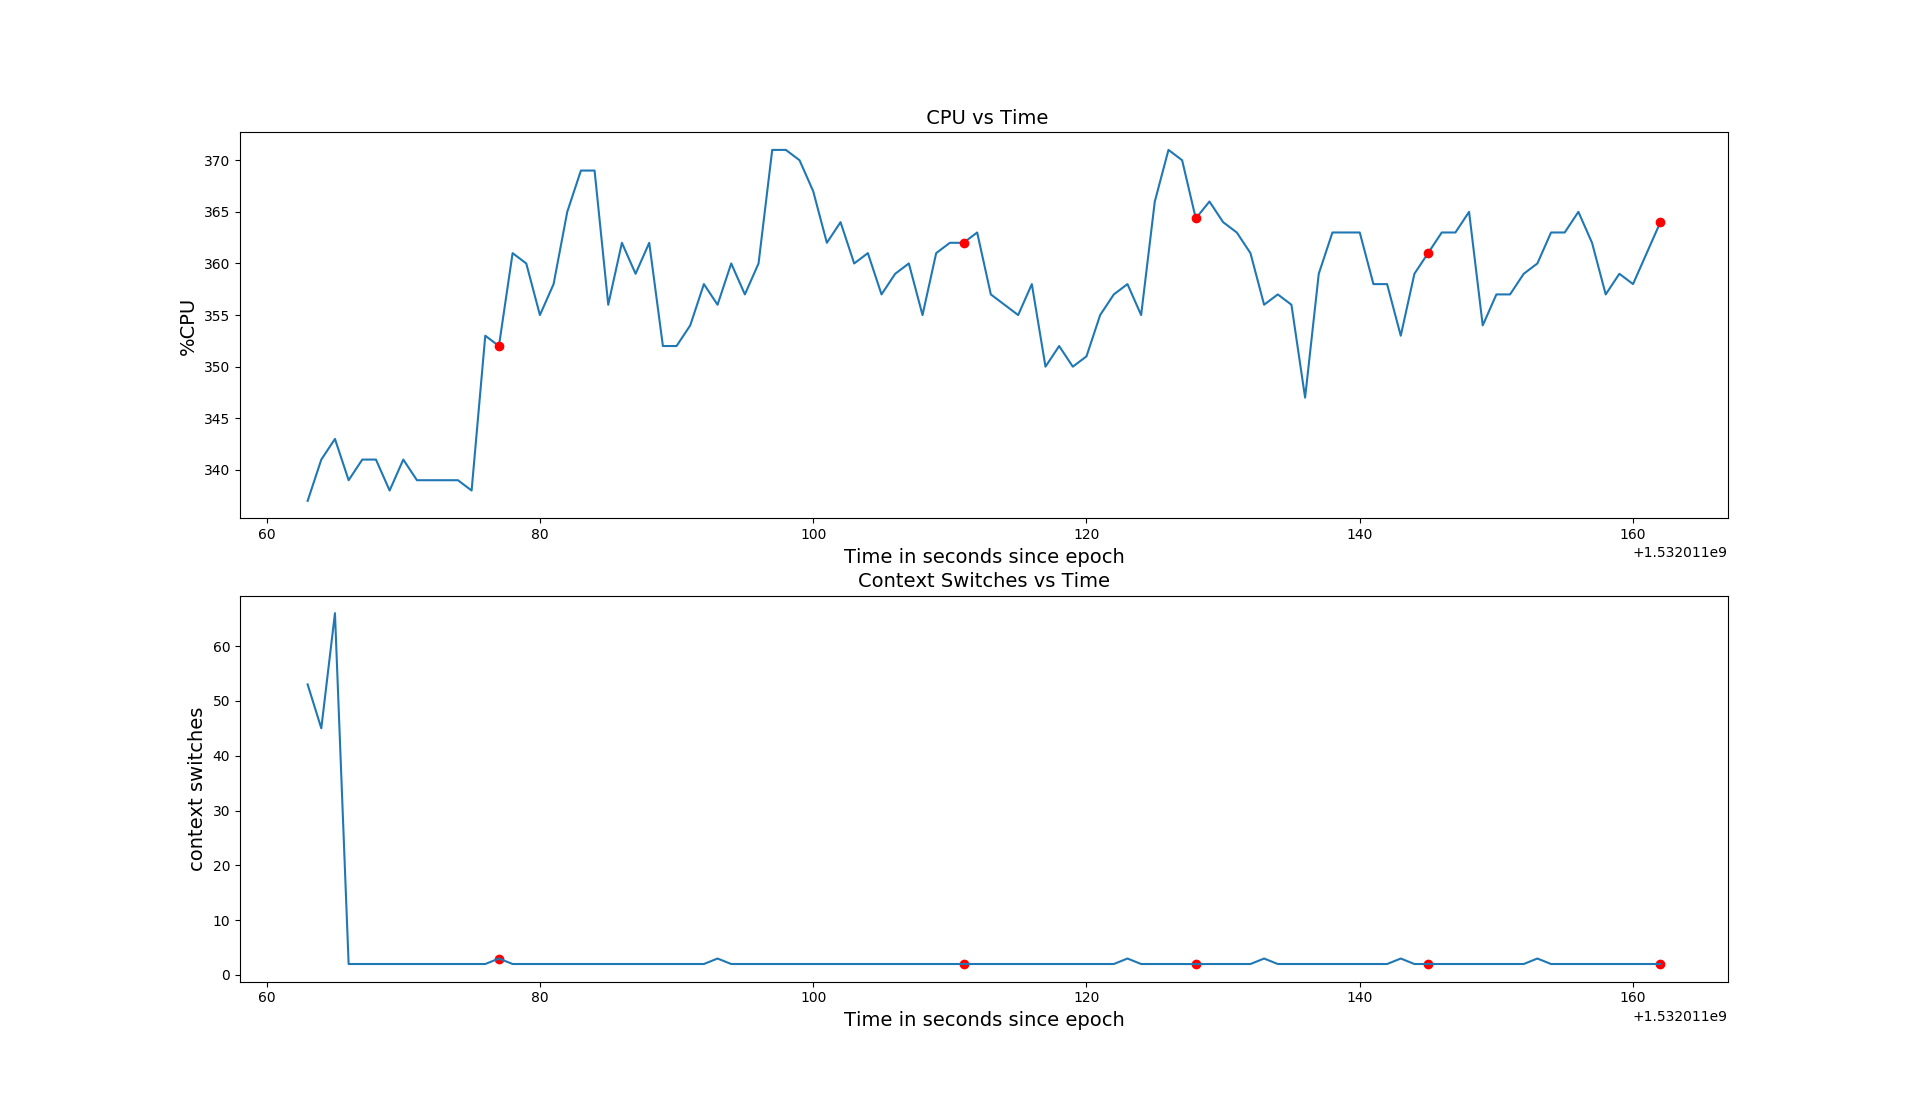 CPU vs Time
370
365
360
355
350
345
340
%CPU
60 80 100 120 140 160
+1.532011e9
Time in seconds since epoch
Context Switches vs Time
60
50
40
30
20
10
0
context switches
60 80 100 120 140 160
+1.532011e9
Time in seconds since epoch